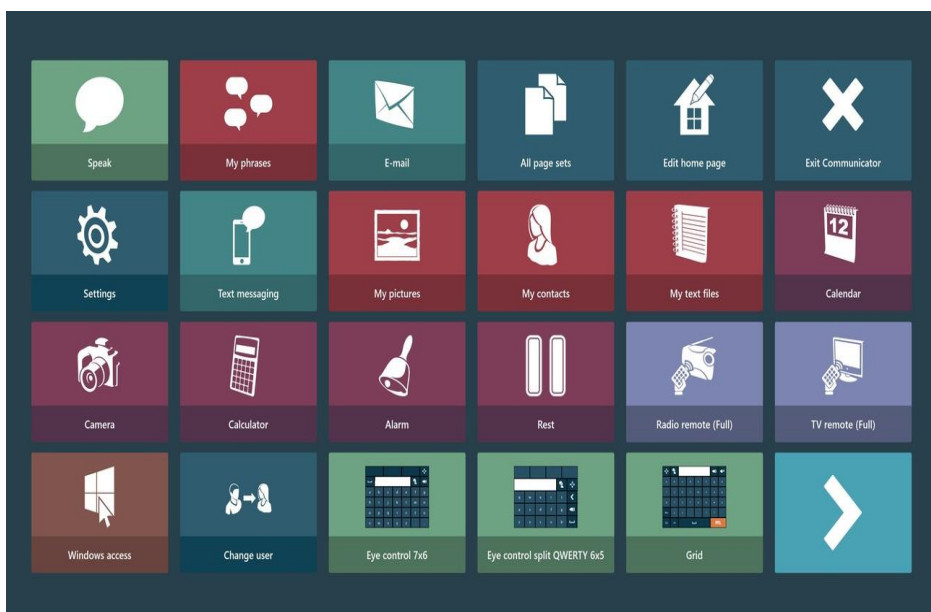 Speak
My phrases
E-mail
All page sets
Edit home page
Exit Communicator
Settings
Text messaging
My pictures
My contacts
My text files
12
Calendar
Camera
Calculator
Alarm
Rest
Radio remote (Full)
TV remote (Full)
Windows access
Change user
Eye control 7x6
Eye control split QWERTY 6x5
Grid